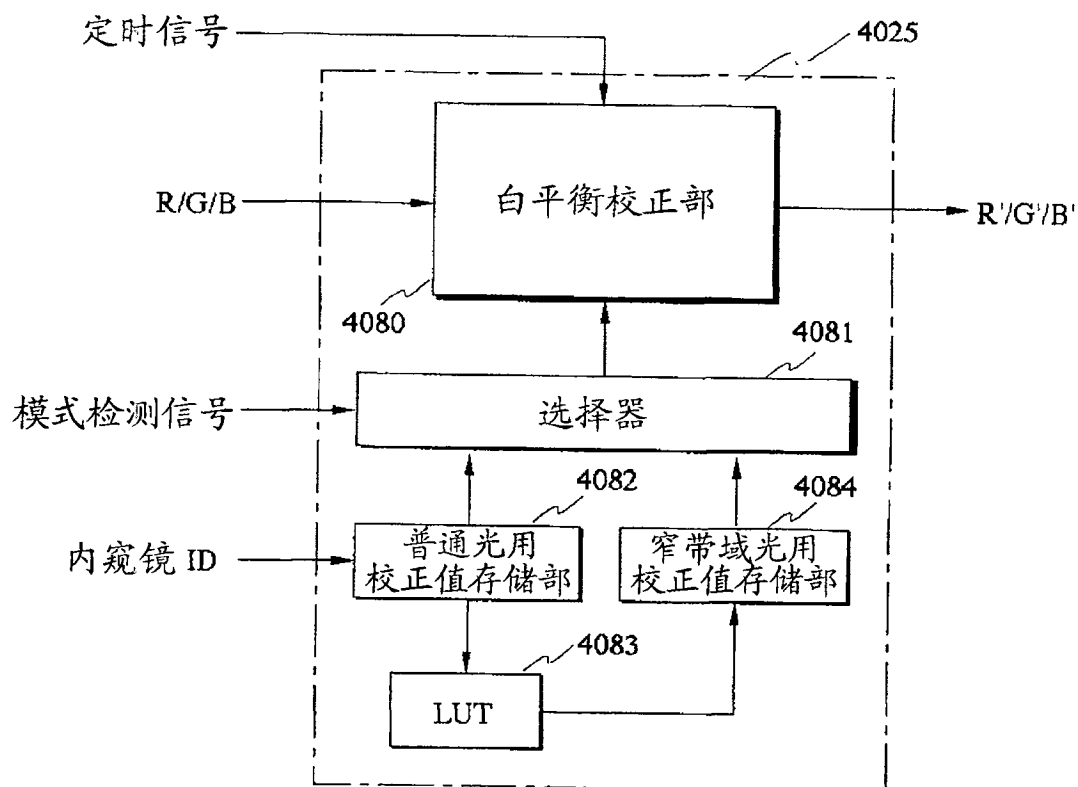 定时信号
4025
R/G/B
白平衡校正部
R'/G'/B'
4080
4081
模式检测信号
选择器
4082
4084
内窥镜 ID
普通光用
校正值存储部
窄带域光用
校正值存储部
4083
LUT